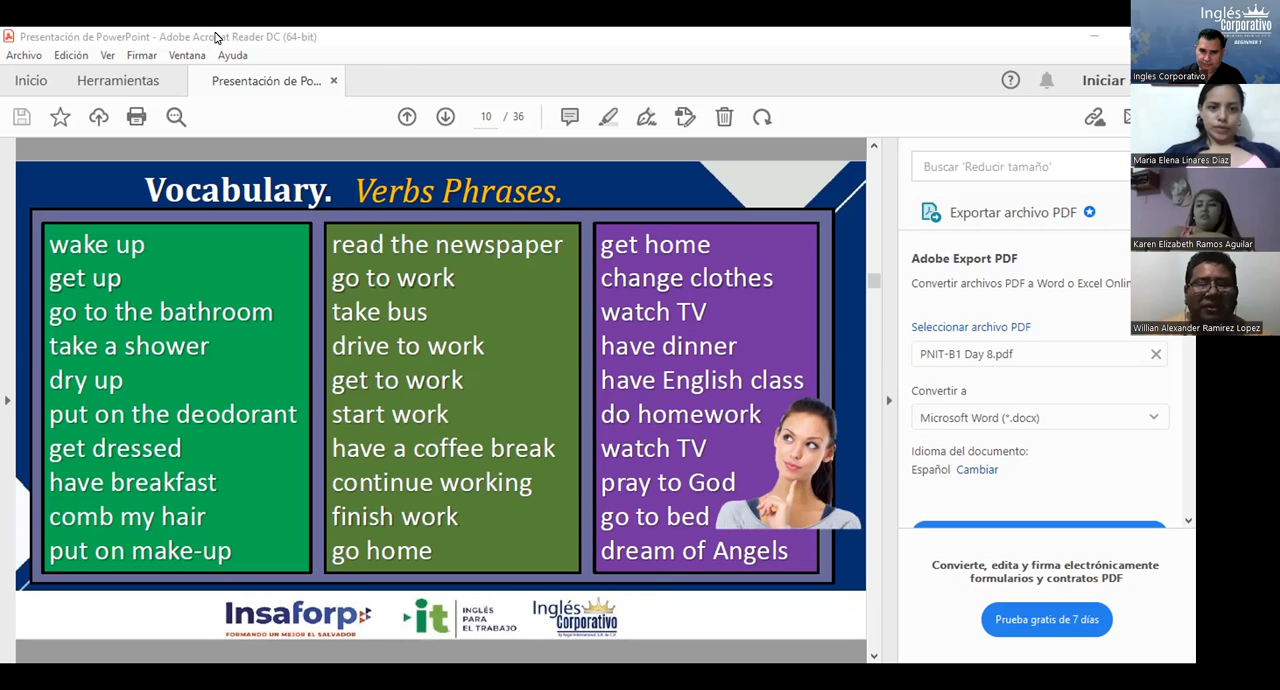 Presentación de PowerPoint - Adobe Acrobat Reader DC (64-bit)
Archivo Edición Ver Firmar Ventana Ayuda
Inicio Herramientas Presentación de Po... Iniciar
10 / 36
Vocabulary. Verbs Phrases.
wake up
get up
go to the bathroom
take a shower
dry up
put on the deodorant
get dressed
have breakfast
comb my hair
put on make-up
read the newspaper
go to work
take bus
drive to work
get to work
start work
have a coffee break
continue working
finish work
go home
get home
change clothes
watch TV
have dinner
have English class
do homework
watch TV
pray to God
go to bed
dream of Angels
Insaforp
FORMANDO UN MEJOR EL SALVADOR
it
INGLÉS
PARA
EL TRABAJO
Inglés
Corporativo
Buscar 'Reducir tamaño'
Exportar archivo PDF
Adobe Export PDF
Convertir archivos PDF a Word o Excel Onlin
Seleccionar archivo PDF
PNIT-B1 Day 8.pdf
Convertir a
Microsoft Word (*.docx)
Idioma del documento:
Español Cambiar
Convierte, edita y firma electrónicamente
formularios y contratos PDF
Prueba gratis de 7 días
Inglés
Corporativo
BEGINNER 1
Ingles Corporativo
Maria Elena Linares Diaz
Karen Elizabeth Ramos Aguilar
Willian Alexander Ramirez Lopez